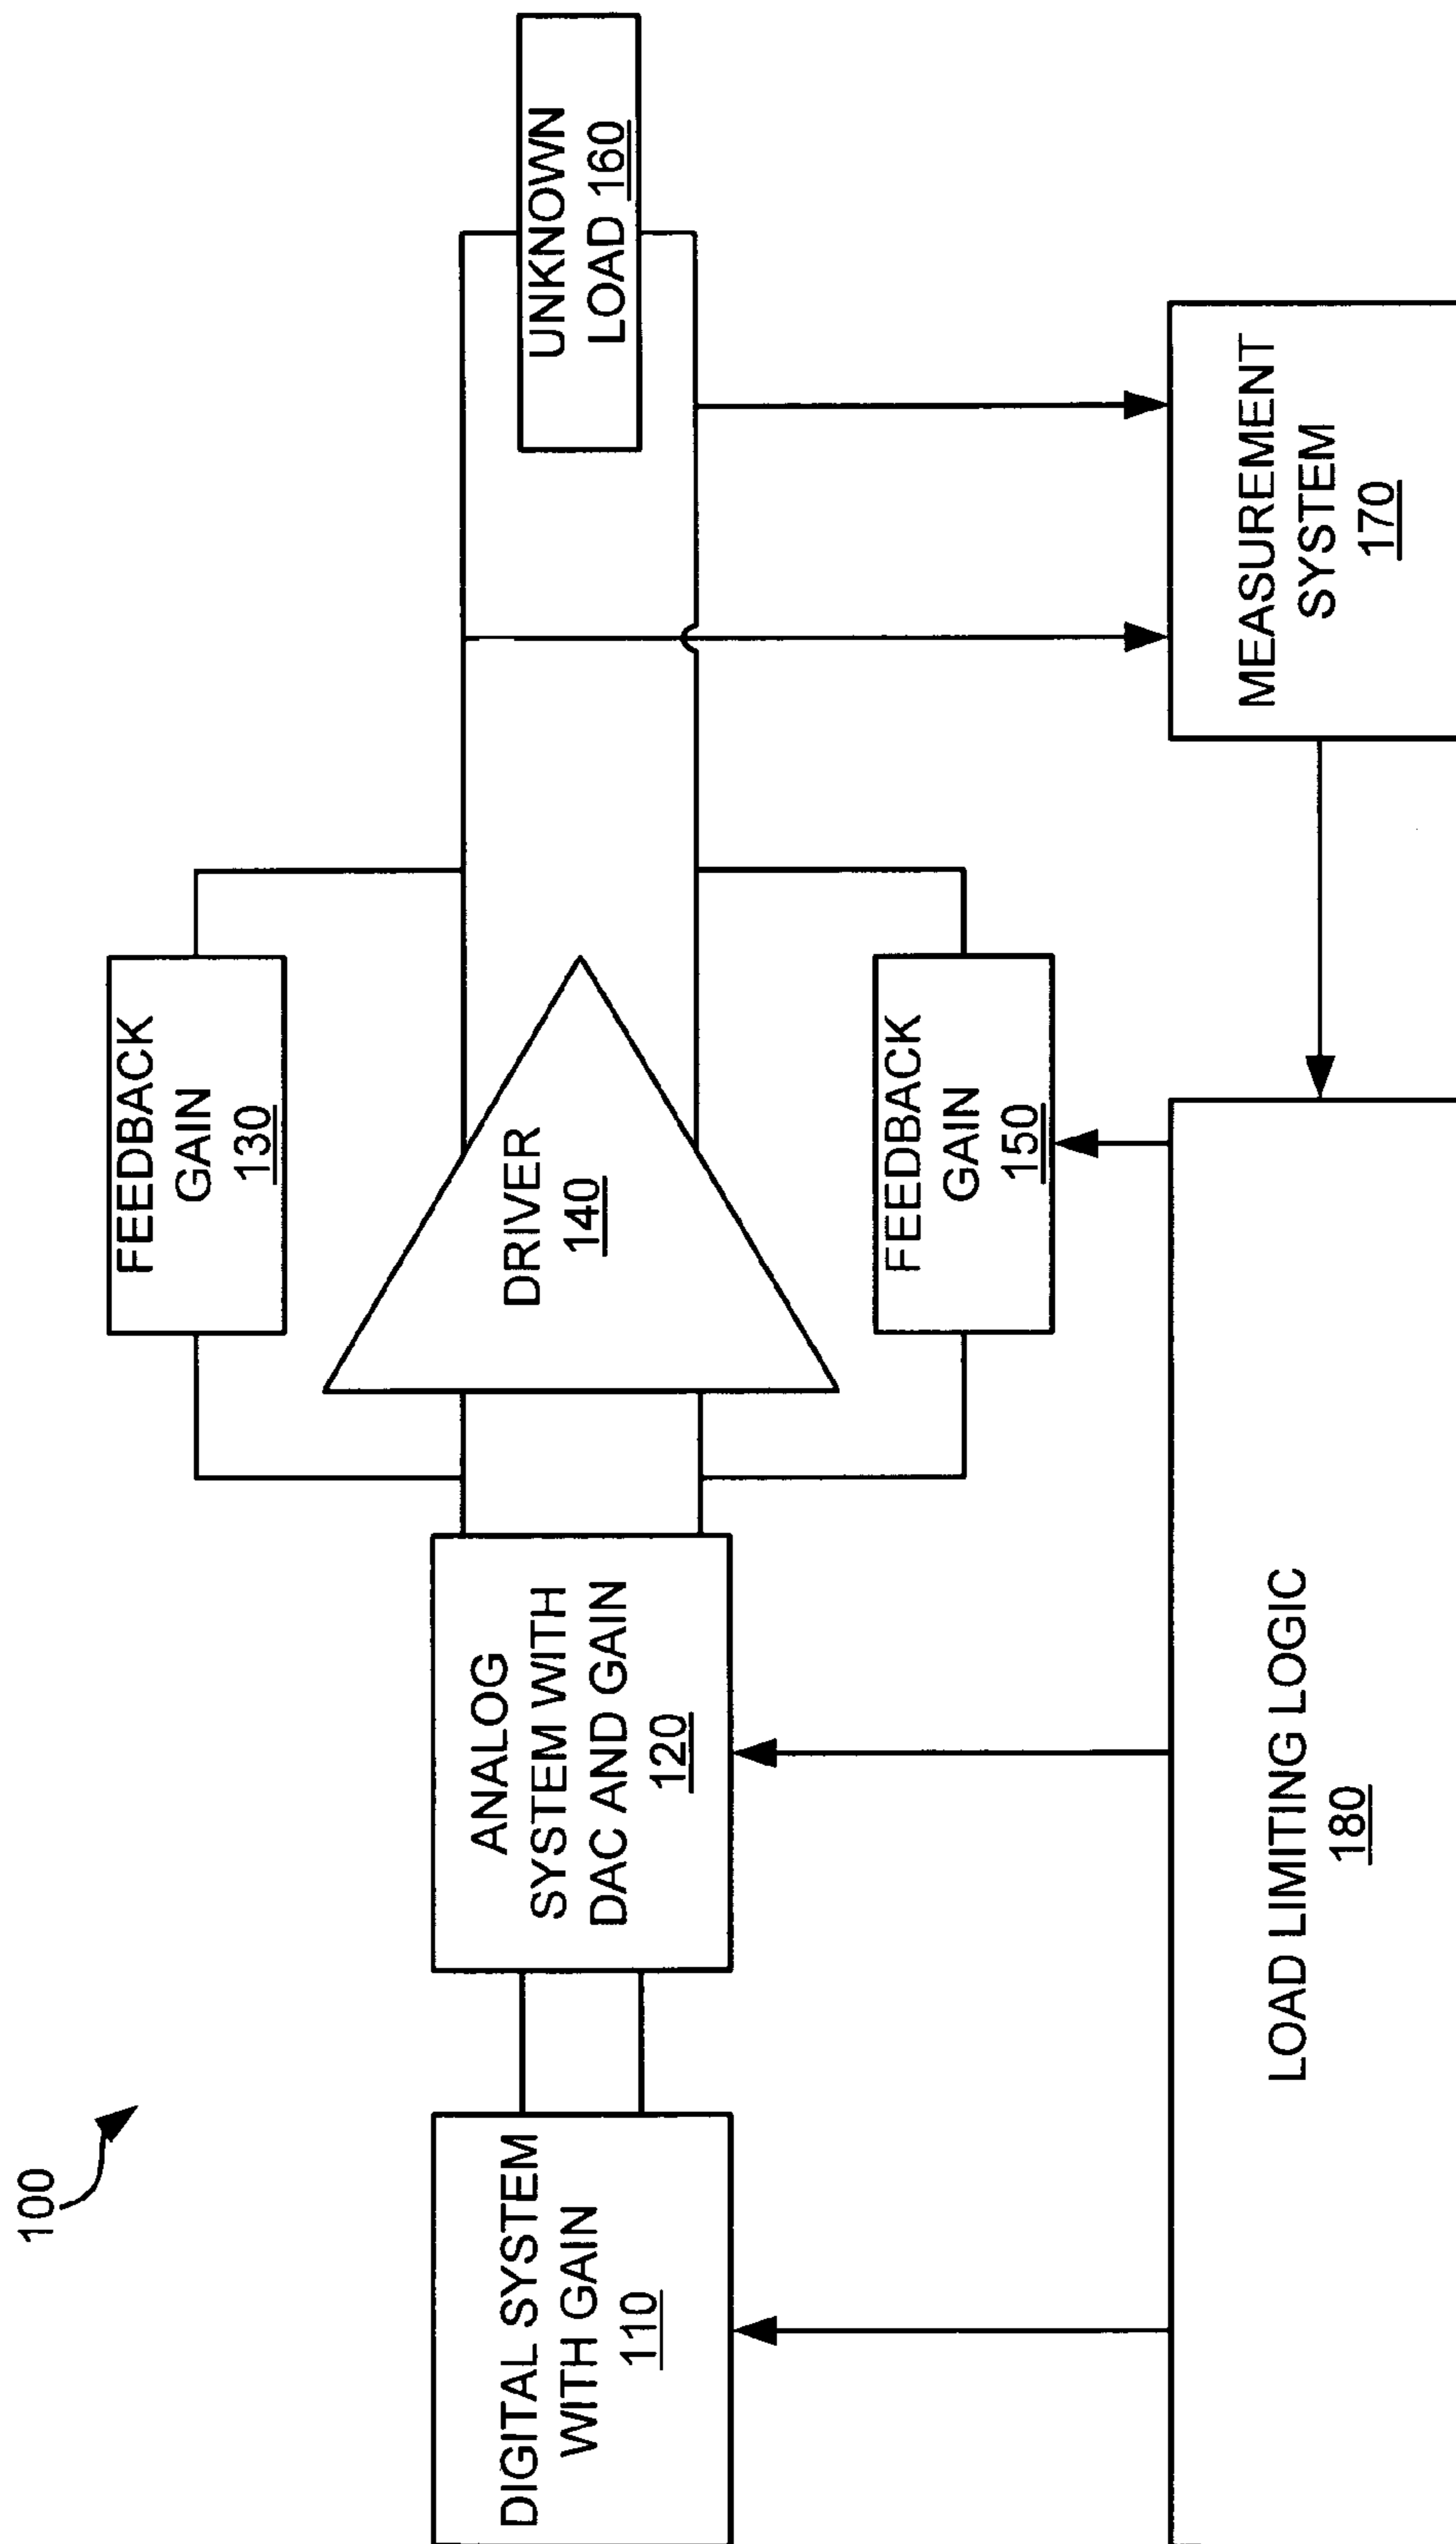 100
FEEDBACK
GAIN
130
DIGITAL SYSTEM
WITH GAIN
110
ANALOG
SYSTEM WITH
DAC AND GAIN
120
DRIVER
140
UNKNOWN
LOAD 160
FEEDBACK
GAIN
150
LOAD LIMITING LOGIC
180
MEASUREMENT
SYSTEM
170